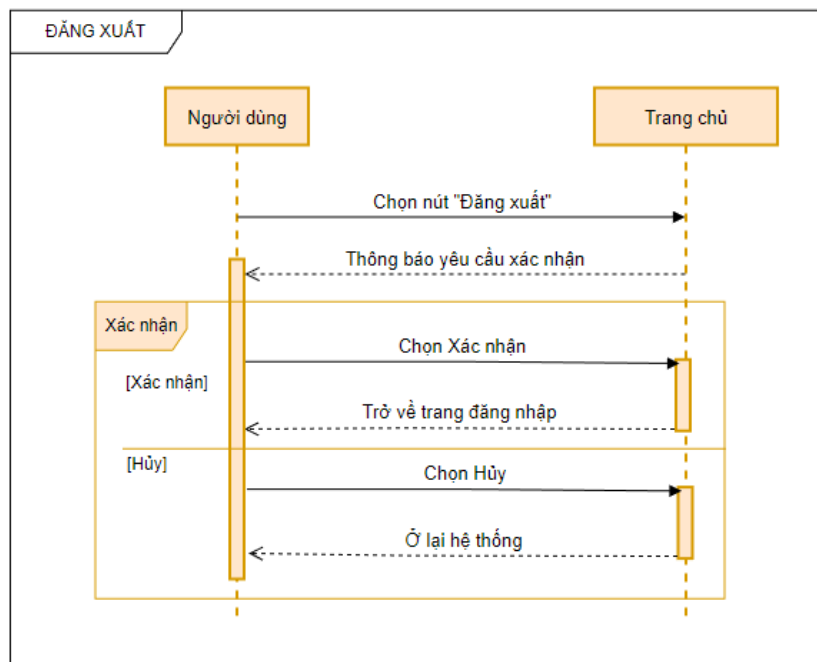 ĐĂNG XUẤT
Người dùng
Trang chủ
Chọn nút "Đăng xuất"
Thông báo yêu cầu xác nhận
Xác nhận
Chọn Xác nhận
[Xác nhận]
Trở về trang đăng nhập
[Hủy]
Chọn Hủy
Ở lại hệ thống